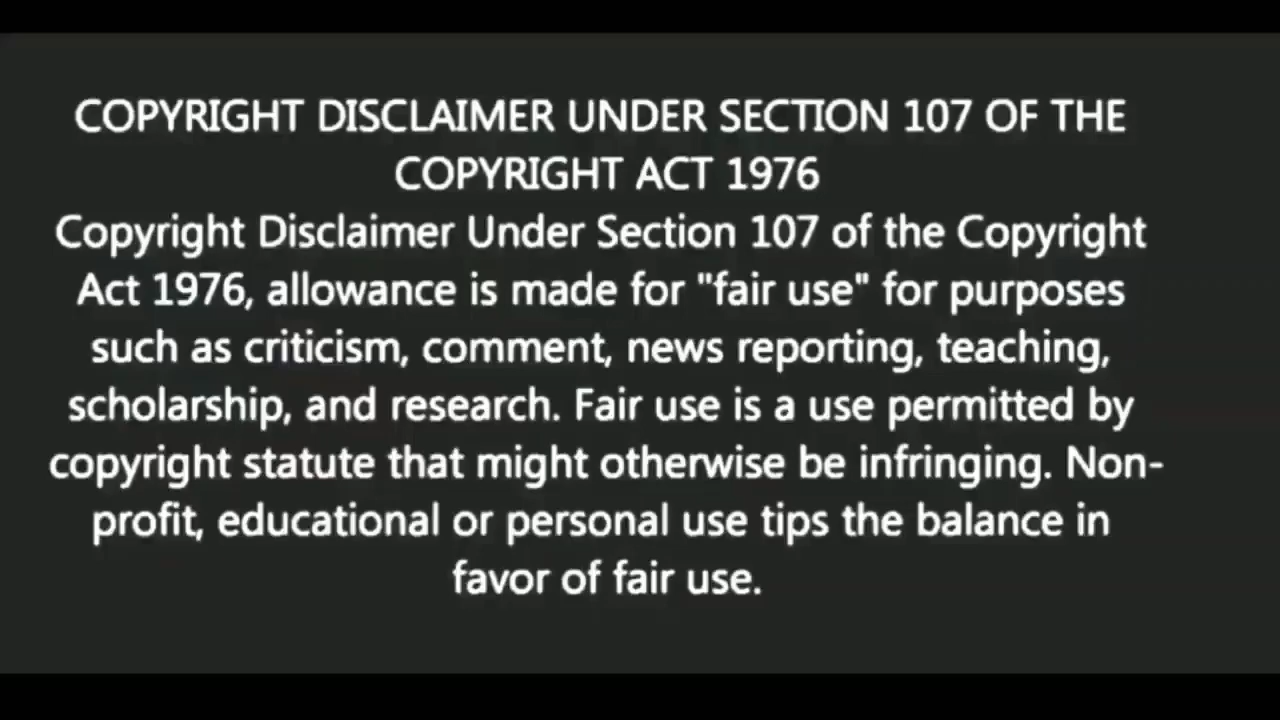 COPYRIGHT DISCLAIMER UNDER SECTION 107 OF THE
COPYRIGHT ACT 1976
Copyright Disclaimer Under Section 107 of the Copyright
Act 1976, allowance is made for "fair use" for purposes
such as criticism, comment, news reporting, teaching,
scholarship, and research. Fair use is a use permitted by
copyright statute that might otherwise be infringing. Non-
profit, educational or personal use tips the balance in
favor of fair use.